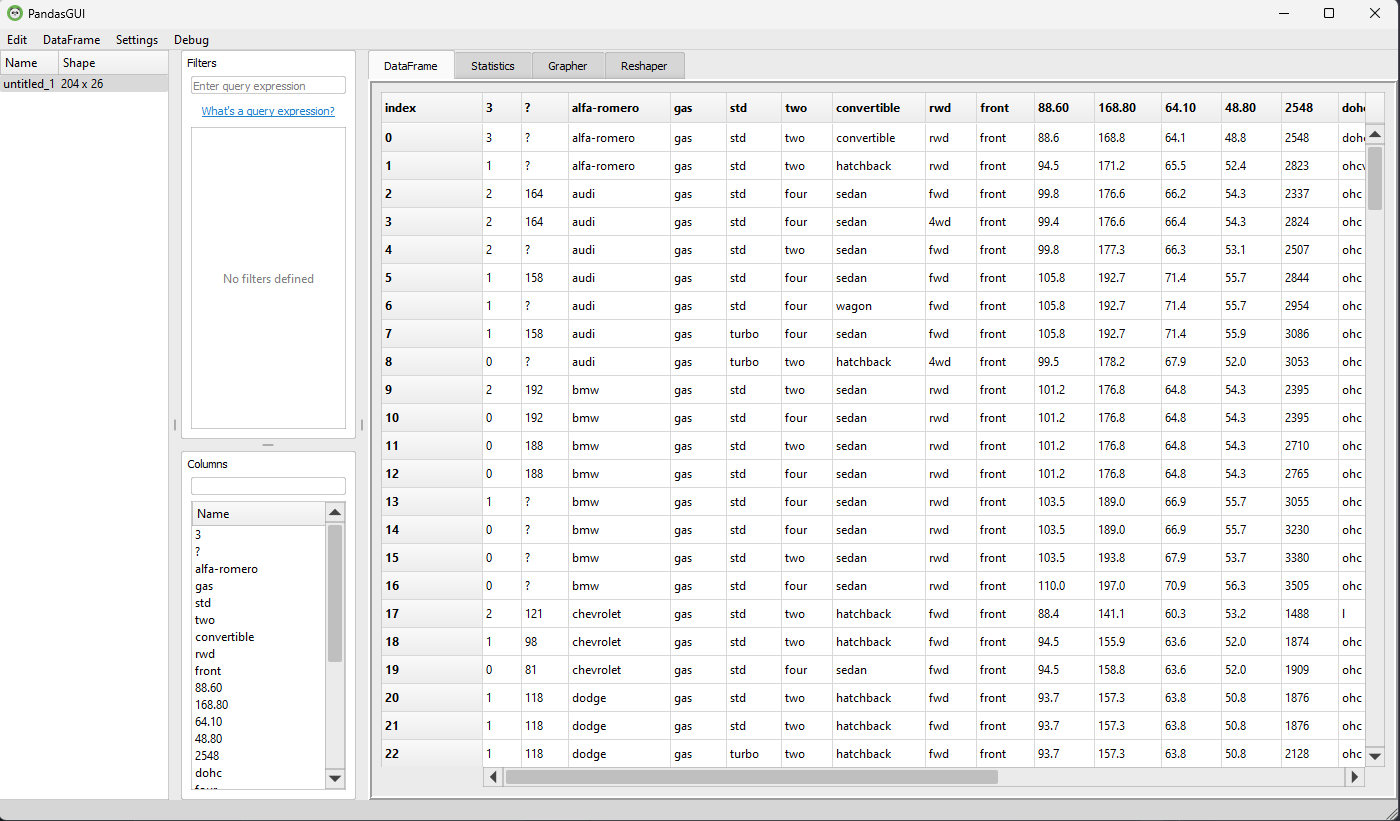 PandasGUI
Edit DataFrame Settings Debug
Name Shape
untitled_1 204 x 26
Filters
Enter query expression
What's a query expression?
No filters defined
Columns
Name
3
?
alfa-romero
gas
std
two
convertible
rwd
front
88.60
168.80
64.10
48.80
2548
dohc
four
DataFrame Statistics Grapher Reshaper
index 3 ? alfa-romero gas std two convertible rwd front 88.60 168.80 64.10 48.80 2548 dohc
0 3 ? alfa-romero gas std two convertible rwd front 88.6 168.8 64.1 48.8 2548 dohc
1 1 ? alfa-romero gas std two hatchback rwd front 94.5 171.2 65.5 52.4 2823 ohcv
2 2 164 audi gas std four sedan fwd front 99.8 176.6 66.2 54.3 2337 ohc
3 2 164 audi gas std four sedan 4wd front 99.4 176.6 66.4 54.3 2824 ohc
4 2 ? audi gas std two sedan fwd front 99.8 177.3 66.3 53.1 2507 ohc
5 1 158 audi gas std four sedan fwd front 105.8 192.7 71.4 55.7 2844 ohc
6 1 ? audi gas std four wagon fwd front 105.8 192.7 71.4 55.7 2954 ohc
7 1 158 audi gas turbo four sedan fwd front 105.8 192.7 71.4 55.9 3086 ohc
8 0 ? audi gas turbo two hatchback 4wd front 99.5 178.2 67.9 52.0 3053 ohc
9 2 192 bmw gas std two sedan rwd front 101.2 176.8 64.8 54.3 2395 ohc
10 0 192 bmw gas std four sedan rwd front 101.2 176.8 64.8 54.3 2395 ohc
11 0 188 bmw gas std two sedan rwd front 101.2 176.8 64.8 54.3 2710 ohc
12 0 188 bmw gas std four sedan rwd front 101.2 176.8 64.8 54.3 2765 ohc
13 1 ? bmw gas std four sedan rwd front 103.5 189.0 66.9 55.7 3055 ohc
14 0 ? bmw gas std four sedan rwd front 103.5 189.0 66.9 55.7 3230 ohc
15 0 ? bmw gas std two sedan rwd front 103.5 193.8 67.9 53.7 3380 ohc
16 0 ? bmw gas std four sedan rwd front 110.0 197.0 70.9 56.3 3505 ohc
17 2 121 chevrolet gas std two hatchback fwd front 88.4 141.1 60.3 53.2 1488 l
18 1 98 chevrolet gas std two hatchback fwd front 94.5 155.9 63.6 52.0 1874 ohc
19 0 81 chevrolet gas std four sedan fwd front 94.5 158.8 63.6 52.0 1909 ohc
20 1 118 dodge gas std two hatchback fwd front 93.7 157.3 63.8 50.8 1876 ohc
21 1 118 dodge gas std two hatchback fwd front 93.7 157.3 63.8 50.8 1876 ohc
22 1 118 dodge gas turbo two hatchback fwd front 93.7 157.3 63.8 50.8 2128 ohc